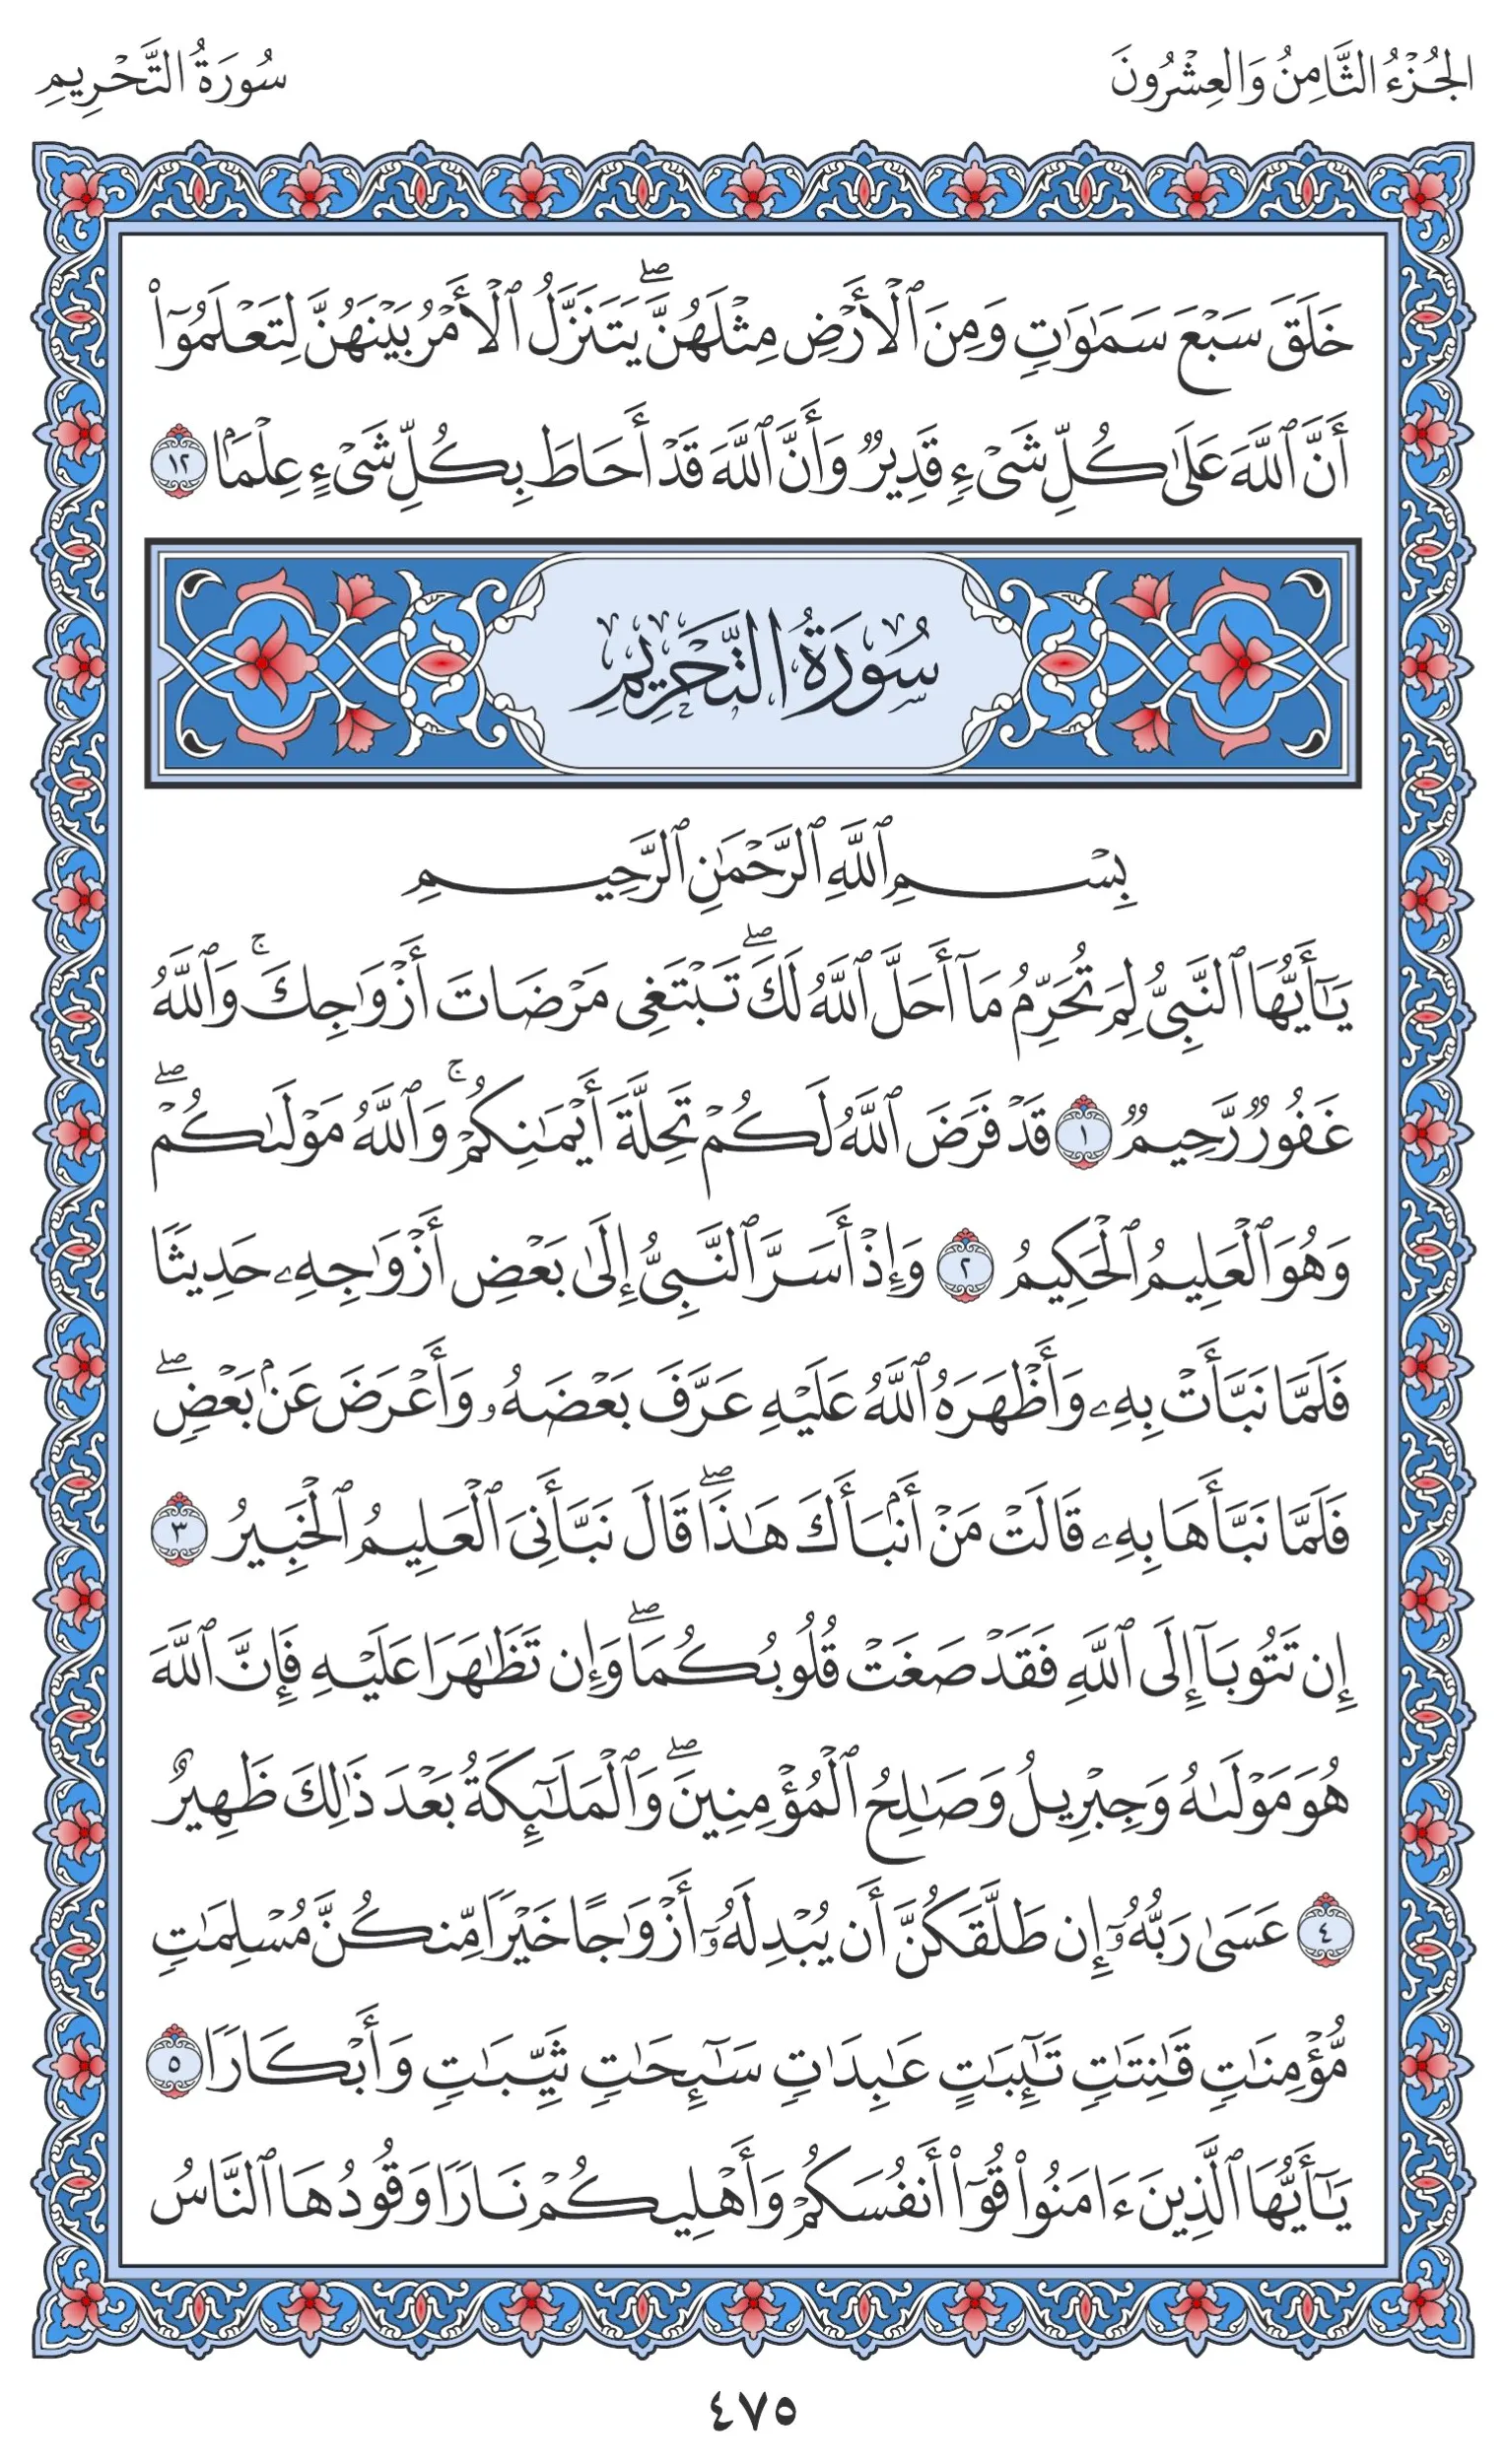 الجُزْءُ الثَّامِنُ وَالعِشْرُونَ
سُورَةُ التَّحْرِيمِ
خَلَقَ سَبْعَ سَمَٰوَٰتٍ وَمِنَ ٱلْأَرْضِ مِثْلَهُنَّۖ يَتَنَزَّلُ ٱلْأَمْرُ بَيْنَهُنَّ لِتَعْلَمُوٓا۟
أَنَّ ٱللَّهَ عَلَىٰ كُلِّ شَىْءٍ قَدِيرٌ وَأَنَّ ٱللَّهَ قَدْ أَحَاطَ بِكُلِّ شَىْءٍ عِلْمًۢا ١٢
سُورَةُ التَّحْرِيمِ
بِسْمِ ٱللَّهِ ٱلرَّحْمَٰنِ ٱلرَّحِيمِ
يَٰٓأَيُّهَا ٱلنَّبِىُّ لِمَ تُحَرِّمُ مَآ أَحَلَّ ٱللَّهُ لَكَۖ تَبْتَغِى مَرْضَاتَ أَزْوَٰجِكَۚ وَٱللَّهُ
غَفُورٌ رَّحِيمٌ ١ قَدْ فَرَضَ ٱللَّهُ لَكُمْ تَحِلَّةَ أَيْمَٰنِكُمْۚ وَٱللَّهُ مَوْلَىٰكُمْۖ
وَهُوَ ٱلْعَلِيمُ ٱلْحَكِيمُ ٢ وَإِذْ أَسَرَّ ٱلنَّبِىُّ إِلَىٰ بَعْضِ أَزْوَٰجِهِۦ حَدِيثًا
فَلَمَّا نَبَّأَتْ بِهِۦ وَأَظْهَرَهُ ٱللَّهُ عَلَيْهِ عَرَّفَ بَعْضَهُۥ وَأَعْرَضَ عَنۢ بَعْضٍۖ
فَلَمَّا نَبَّأَهَا بِهِۦ قَالَتْ مَنْ أَنۢبَأَكَ هَٰذَاۖ قَالَ نَبَّأَنِىَ ٱلْعَلِيمُ ٱلْخَبِيرُ ٣
إِن تَتُوبَآ إِلَى ٱللَّهِ فَقَدْ صَغَتْ قُلُوبُكُمَاۖ وَإِن تَظَٰهَرَا عَلَيْهِ فَإِنَّ ٱللَّهَ
هُوَ مَوْلَىٰهُ وَجِبْرِيلُ وَصَٰلِحُ ٱلْمُؤْمِنِينَۖ وَٱلْمَلَٰٓئِكَةُ بَعْدَ ذَٰلِكَ ظَهِيرٌ
٤ عَسَىٰ رَبُّهُۥٓ إِن طَلَّقَكُنَّ أَن يُبْدِلَهُۥٓ أَزْوَٰجًا خَيْرًا مِّنكُنَّ مُسْلِمَٰتٍ
مُّؤْمِنَٰتٍ قَٰنِتَٰتٍ تَٰٓئِبَٰتٍ عَٰبِدَٰتٍ سَٰٓئِحَٰتٍ ثَيِّبَٰتٍ وَأَبْكَارًا ٥
يَٰٓأَيُّهَا ٱلَّذِينَ ءَامَنُوا۟ قُوٓا۟ أَنفُسَكُمْ وَأَهْلِيكُمْ نَارًا وَقُودُهَا ٱلنَّاسُ
٤٧٥